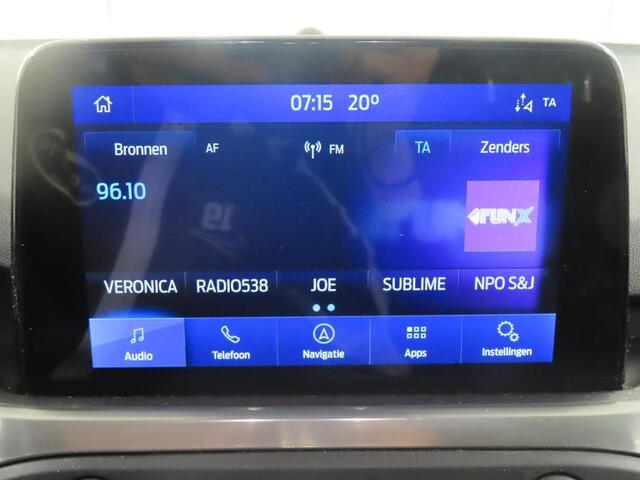 07:15 20º TA
Bronnen AF FM TA Zenders
96.10
FUNX
VERONICA RADIO538 JOE SUBLIME NPO S&J
Audio Telefoon Navigatie Apps Instellingen